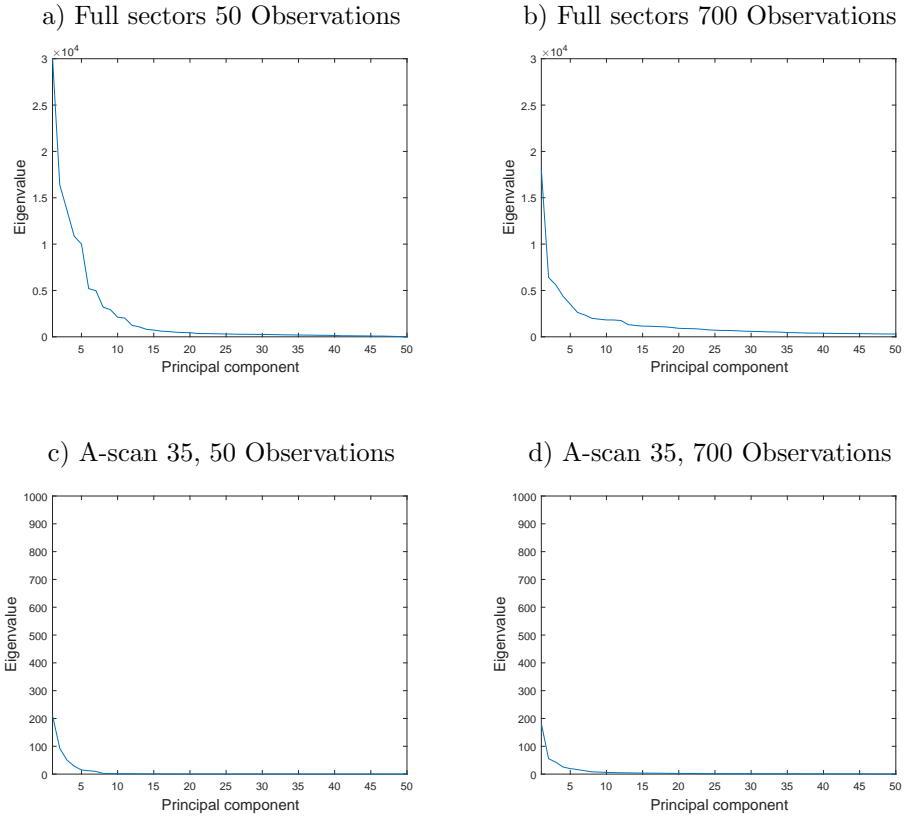 a) Full sectors 50 Observations
×10⁴
3
2.5
2
1.5
1
0.5
0
Eigenvalue
5 10 15 20 25 30 35 40 45 50
Principal component
b) Full sectors 700 Observations
×10⁴
3
2.5
2
1.5
1
0.5
0
Eigenvalue
5 10 15 20 25 30 35 40 45 50
Principal component
c) A-scan 35, 50 Observations
1000
900
800
700
600
500
400
300
200
100
0
Eigenvalue
5 10 15 20 25 30 35 40 45 50
Principal component
d) A-scan 35, 700 Observations
1000
900
800
700
600
500
400
300
200
100
0
Eigenvalue
5 10 15 20 25 30 35 40 45 50
Principal component